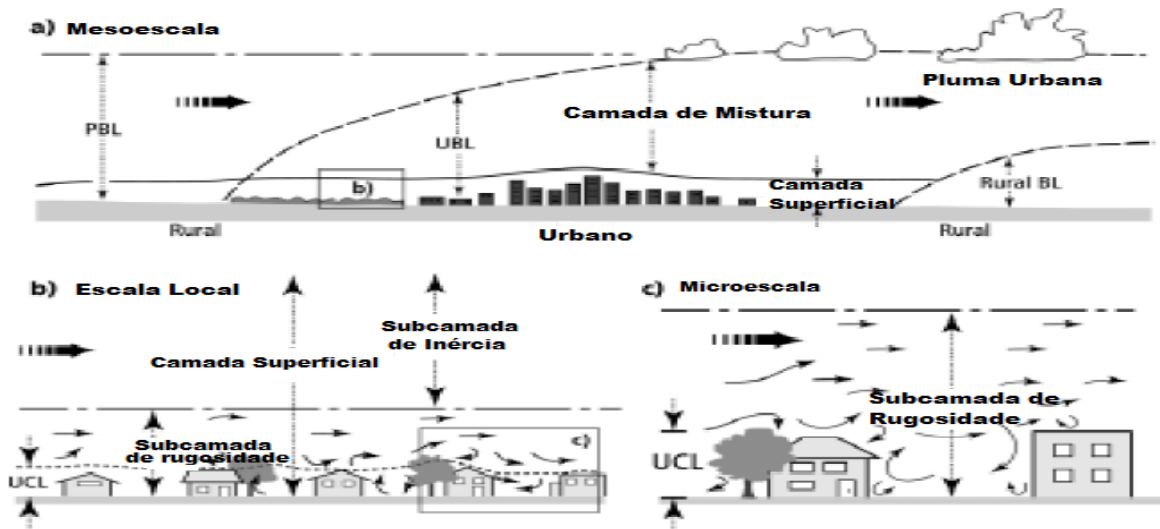 a) Mesoescala
Pluma Urbana
PBL
UBL
Camada de Mistura
b)
Camada
Superficial
Rural BL
Rural
Urbano
Rural
b) Escala Local
Subcamada
de Inércia
Camada Superficial
Subcamada
de rugosidade
c)
UCL
c) Microescala
Subcamada de
Rugosidade
UCL